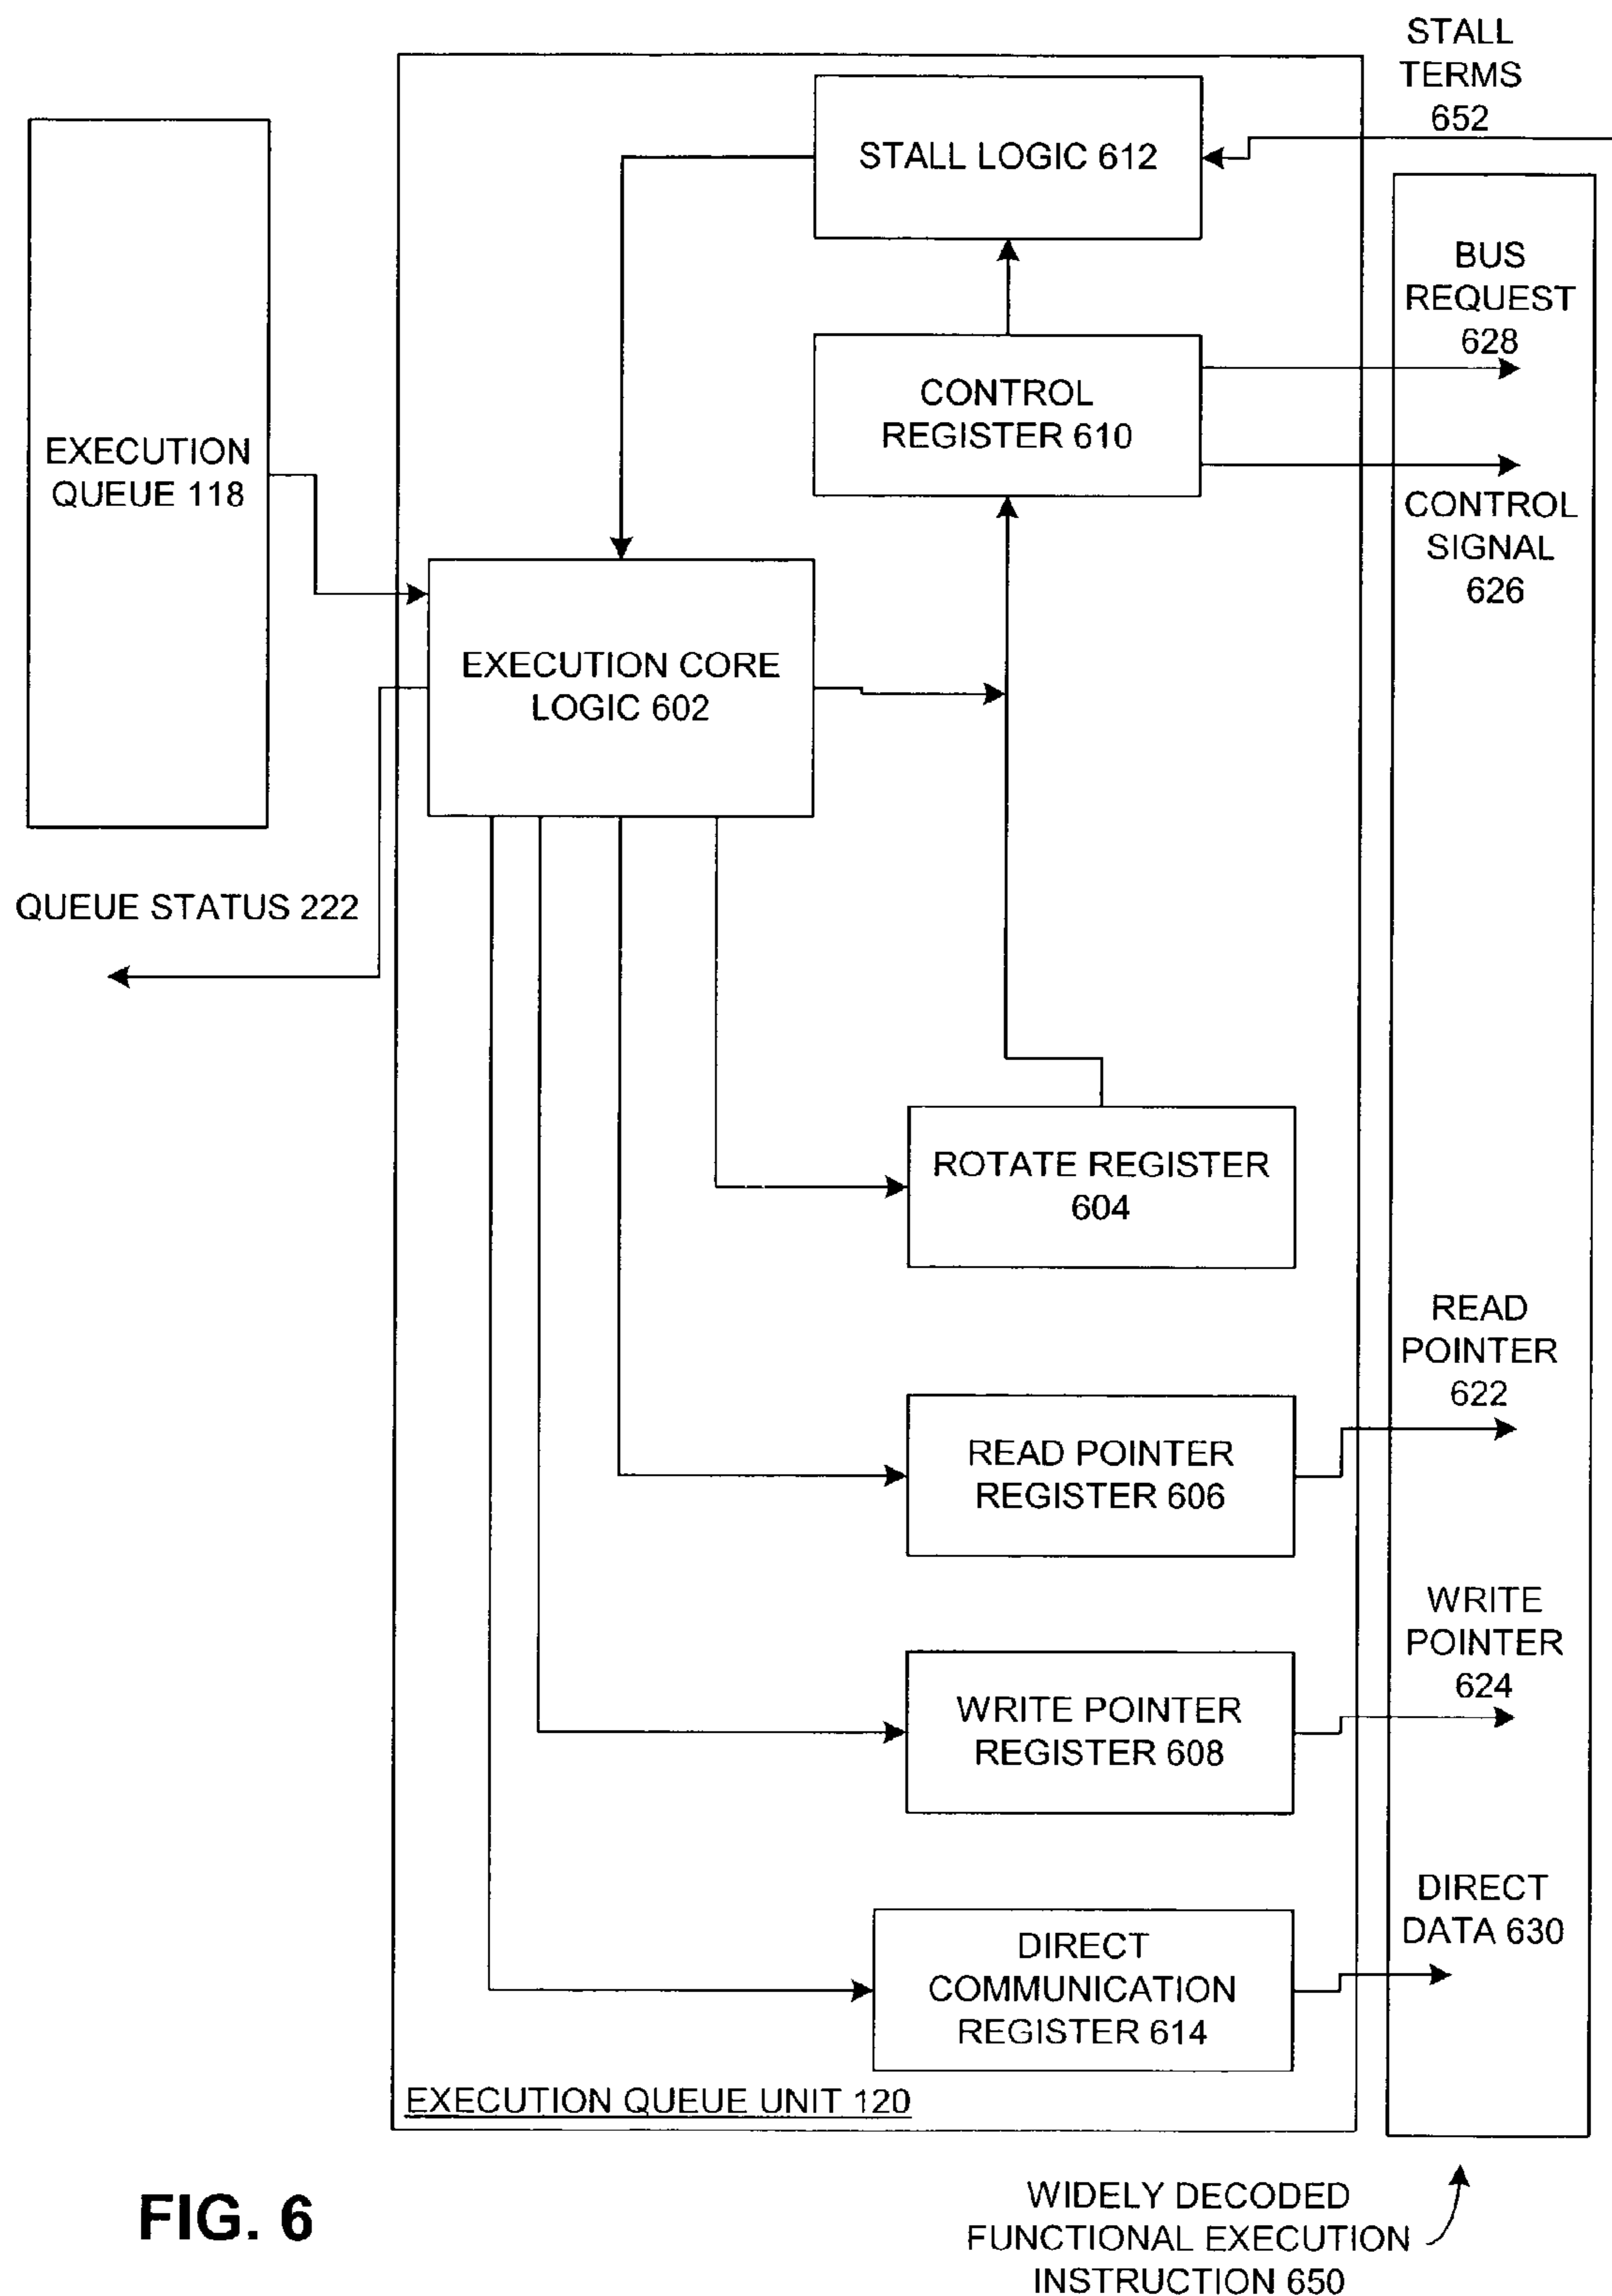 STALL
TERMS
652
STALL LOGIC 612
BUS
REQUEST
628
CONTROL
REGISTER 610
EXECUTION
QUEUE 118
CONTROL
SIGNAL
626
EXECUTION CORE
LOGIC 602
QUEUE STATUS 222
ROTATE REGISTER
604
READ
POINTER
622
READ POINTER
REGISTER 606
WRITE
POINTER
624
WRITE POINTER
REGISTER 608
DIRECT
DATA 630
DIRECT
COMMUNICATION
REGISTER 614
EXECUTION QUEUE UNIT 120
FIG. 6
WIDELY DECODED
FUNCTIONAL EXECUTION
INSTRUCTION 650